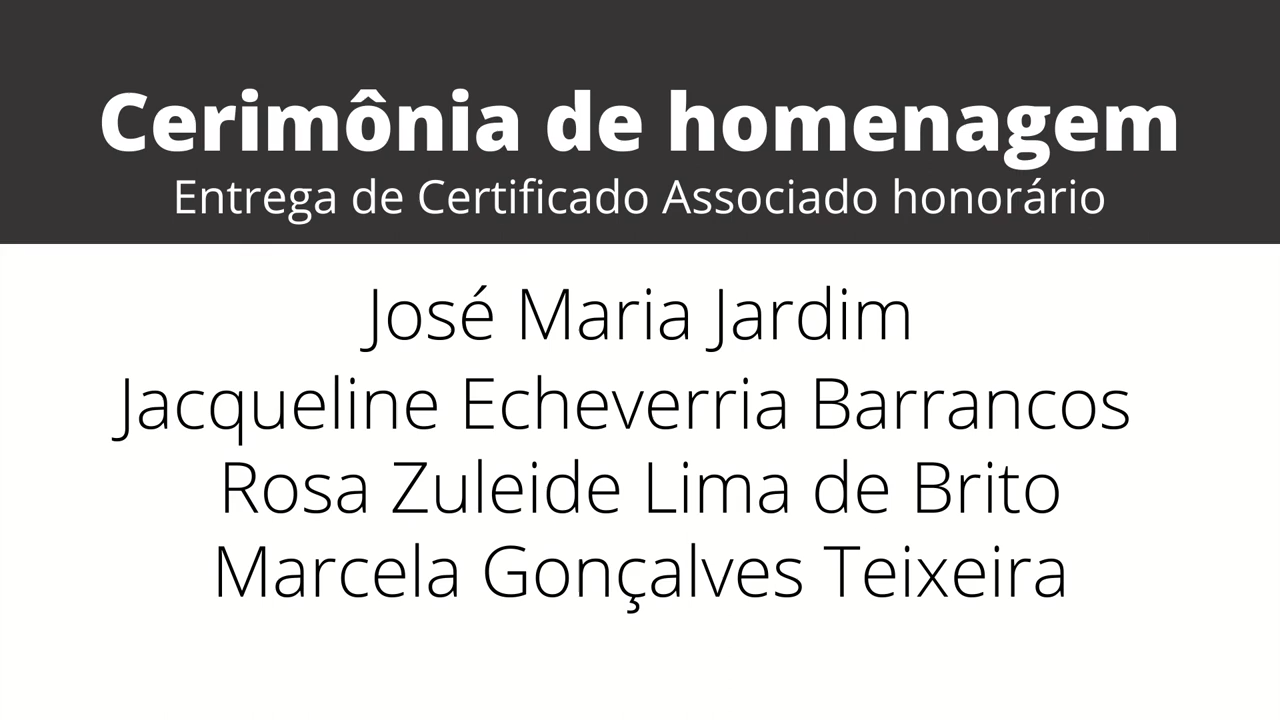 Cerimônia de homenagem
Entrega de Certificado Associado honorário
José Maria Jardim
Jacqueline Echeverria Barrancos
Rosa Zuleide Lima de Brito
Marcela Gonçalves Teixeira